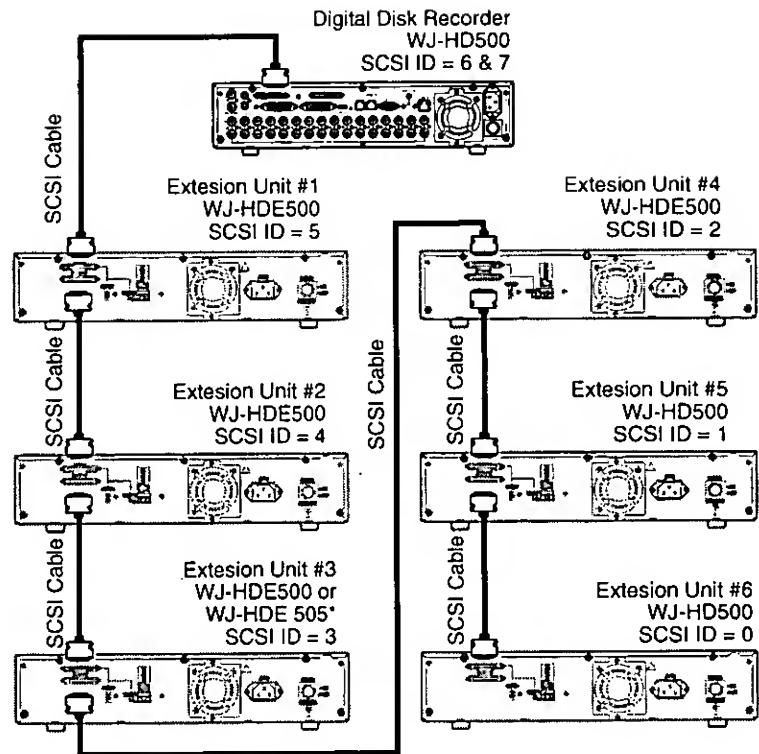 Digital Disk Recorder
WJ-HD500
SCSI ID = 6 & 7
SCSI Cable
Extesion Unit #1
WJ-HDE500
SCSI ID = 5
SCSI Cable
Extesion Unit #2
WJ-HDE500
SCSI ID = 4
SCSI Cable
Extesion Unit #3
WJ-HDE500 or
WJ-HDE 505*
SCSI ID = 3
SCSI Cable
Extesion Unit #4
WJ-HDE500
SCSI ID = 2
SCSI Cable
Extesion Unit #5
WJ-HD500
SCSI ID = 1
SCSI Cable
Extesion Unit #6
WJ-HD500
SCSI ID = 0